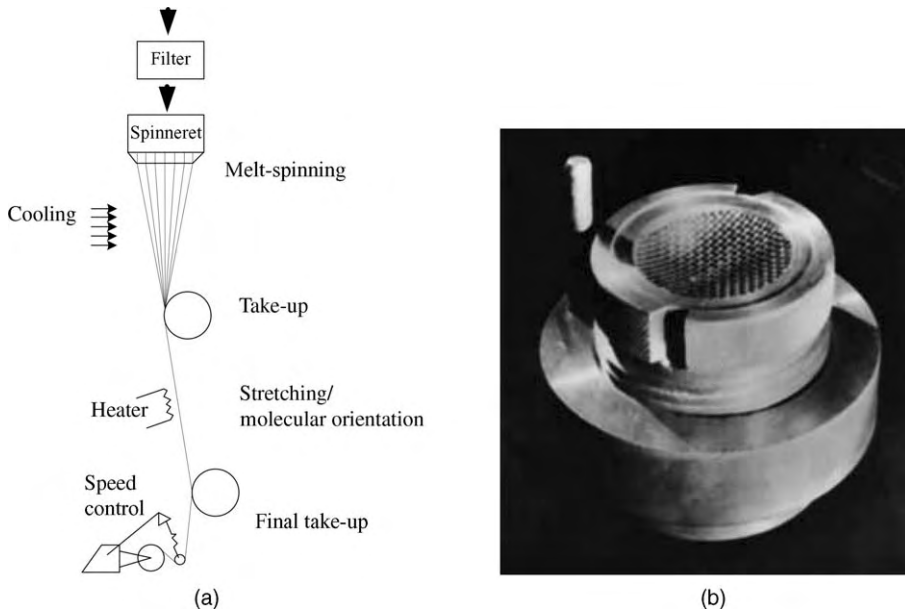 Filter
Spinneret
Melt-spinning
Cooling
Take-up
Stretching/
molecular orientation
Heater
Speed
control
Final take-up
(a)
(b)